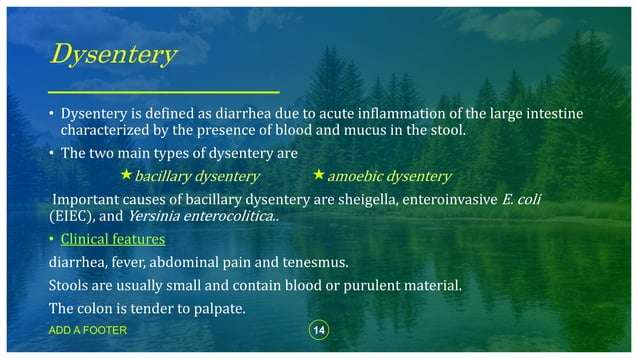 Dysentery
• Dysentery is defined as diarrhea due to acute inflammation of the large intestine
characterized by the presence of blood and mucus in the stool.
• The two main types of dysentery are
★bacillary dysentery ★amoebic dysentery
Important causes of bacillary dysentery are sheigella, enteroinvasive E. coli
(EIEC), and Yersinia enterocolitica..
• Clinical features
diarrhea, fever, abdominal pain and tenesmus.
Stools are usually small and contain blood or purulent material.
The colon is tender to palpate.
ADD A FOOTER 14